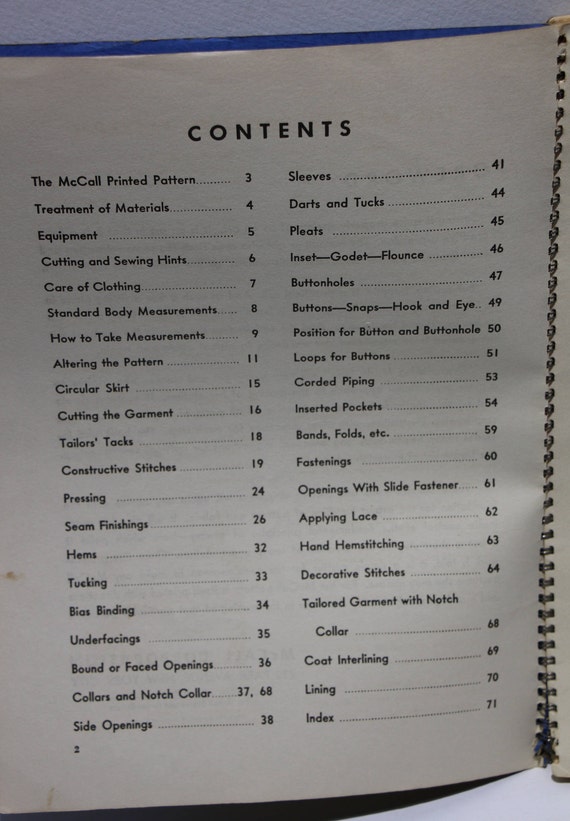 CONTENTS
The McCall Printed Pattern.......... 3
Treatment of Materials.................. 4
Equipment .................................... 5
Cutting and Sewing Hints............. 6
Care of Clothing........................... 7
Standard Body Measurements...... 8
How to Take Measurements......... 9
Altering the Pattern ..................... 11
Circular Skirt ................................ 15
Cutting the Garment .................... 16
Tailors' Tacks ................................ 18
Constructive Stitches .................... 19
Pressing ........................................ 24
Seam Finishings............................ 26
Hems ............................................ 32
Tucking ......................................... 33
Bias Binding ................................. 34
Underfacings ................................ 35
Bound or Faced Openings............ 36
Collars and Notch Collar........37, 68
Side Openings .............................. 38
2
Sleeves .......................................... 41
Darts and Tucks ............................ 44
Pleats ............................................ 45
Inset—Godet—Flounce ................ 46
Buttonholes ................................... 47
Buttons—Snaps—Hook and Eye.. 49
Position for Button and Buttonhole 50
Loops for Buttons .......................... 51
Corded Piping ............................... 53
Inserted Pockets ............................ 54
Bands, Folds, etc. .......................... 59
Fastenings ..................................... 60
Openings With Slide Fastener...... 61
Applying Lace ............................... 62
Hand Hemstitching ....................... 63
Decorative Stitches ........................ 64
Tailored Garment with Notch
Collar ......................................... 68
Coat Interlining ............................. 69
Lining ............................................ 70
Index ............................................. 71